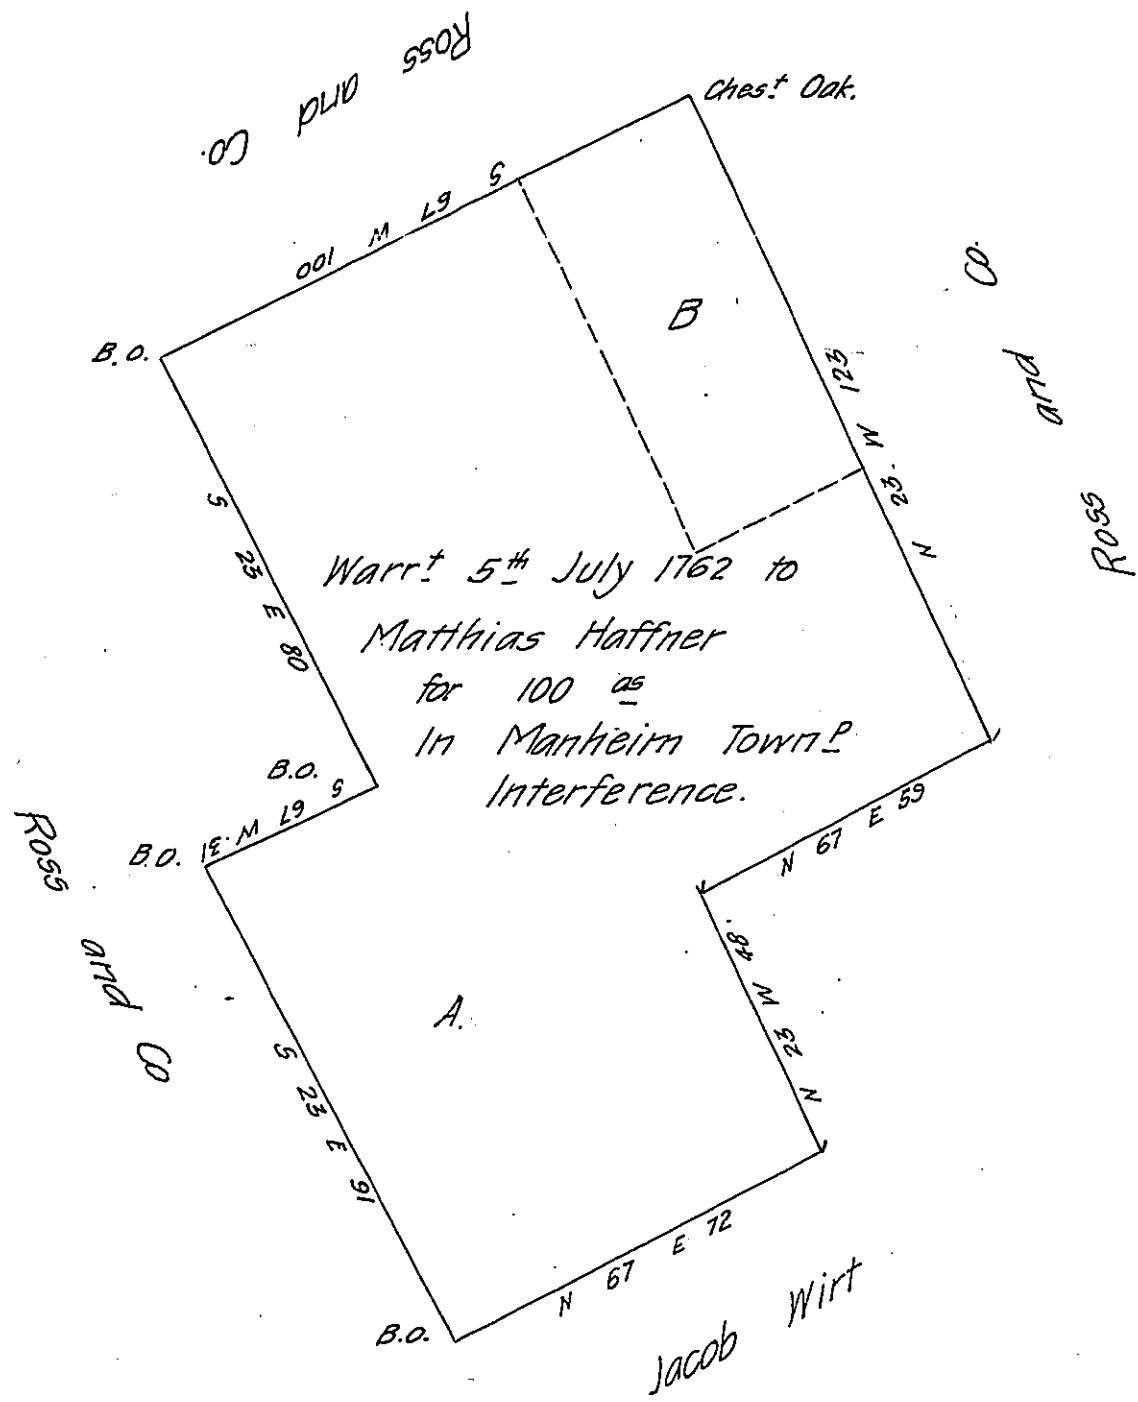 Ross and Co.
Chest Oak.
S 67 W 100
B.O.
B
Co.
and
Ross
N 23. W 123
S 23 E 80
Warrt 5th July 1762 to
Matthias Haffner
for 100 as
In Manheim Townp
Interference.
B.O.
S 67 W. 31
B.O.
N 67 E 59
Ross and Co
N 23 W 48.
A.
S 23 E 91
N 67 E 72
B.O.
Jacob Wirt